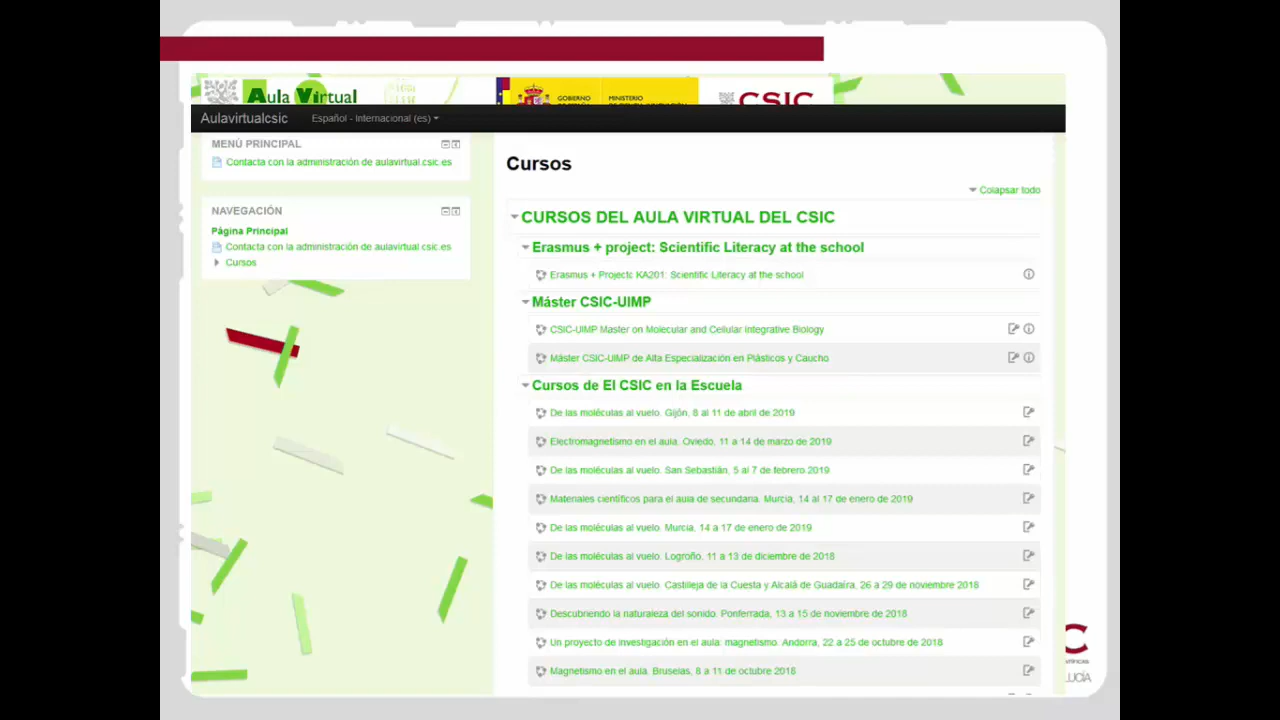 Aula Virtual
GOBIERNO
MINISTERIO
CSIC
Aulavirtualcsic
Español - Internacional (es)
MENÚ PRINCIPAL
Contacta con la administración de aulavirtual.csic.es
NAVEGACIÓN
Página Principal
Contacta con la administración de aulavirtual.csic.es
Cursos
Cursos
Colapsar todo
CURSOS DEL AULA VIRTUAL DEL CSIC
Erasmus + project: Scientific Literacy at the school
Erasmus + Project: KA201: Scientific Literacy at the school
Máster CSIC-UIMP
CSIC-UIMP Master on Molecular and Cellular Integrative Biology
Máster CSIC-UIMP de Alta Especialización en Plásticos y Caucho
Cursos de El CSIC en la Escuela
De las moléculas al vuelo. Gijón, 8 al 11 de abril de 2019
Electromagnetismo en el aula. Oviedo, 11 a 14 de marzo de 2019
De las moléculas al vuelo. San Sebastián, 5 al 7 de febrero 2019
Materiales científicos para el aula de secundaria. Murcia, 14 al 17 de enero de 2019
De las moléculas al vuelo. Murcia, 14 a 17 de enero de 2019
De las moléculas al vuelo. Logroño, 11 a 13 de diciembre de 2018
De las moléculas al vuelo. Castilleja de la Cuesta y Alcalá de Guadaíra, 26 a 29 de noviembre 2018
Descubriendo la naturaleza del sonido. Ponferrada, 13 a 15 de noviembre de 2018
Un proyecto de investigación en el aula: magnetismo. Andorra, 22 a 25 de octubre de 2018
Magnetismo en el aula. Bruselas, 8 a 11 de octubre 2018
C
LUCÍA